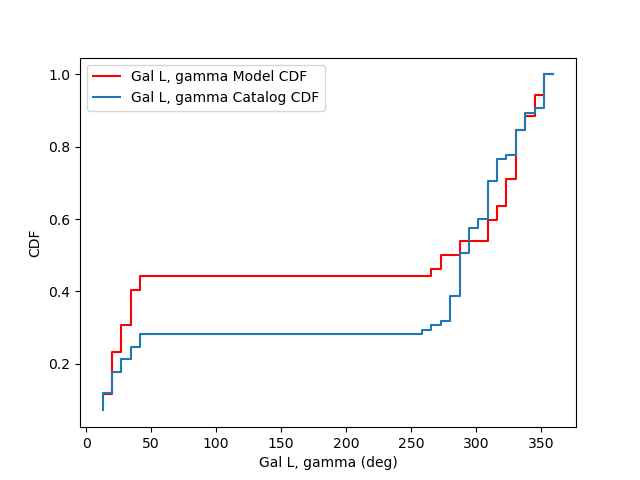 Gal L, gamma Model CDF
Gal L, gamma Catalog CDF
1.0
0.8
0.6
0.4
0.2
CDF
0 50 100 150 200 250 300 350
Gal L, gamma (deg)